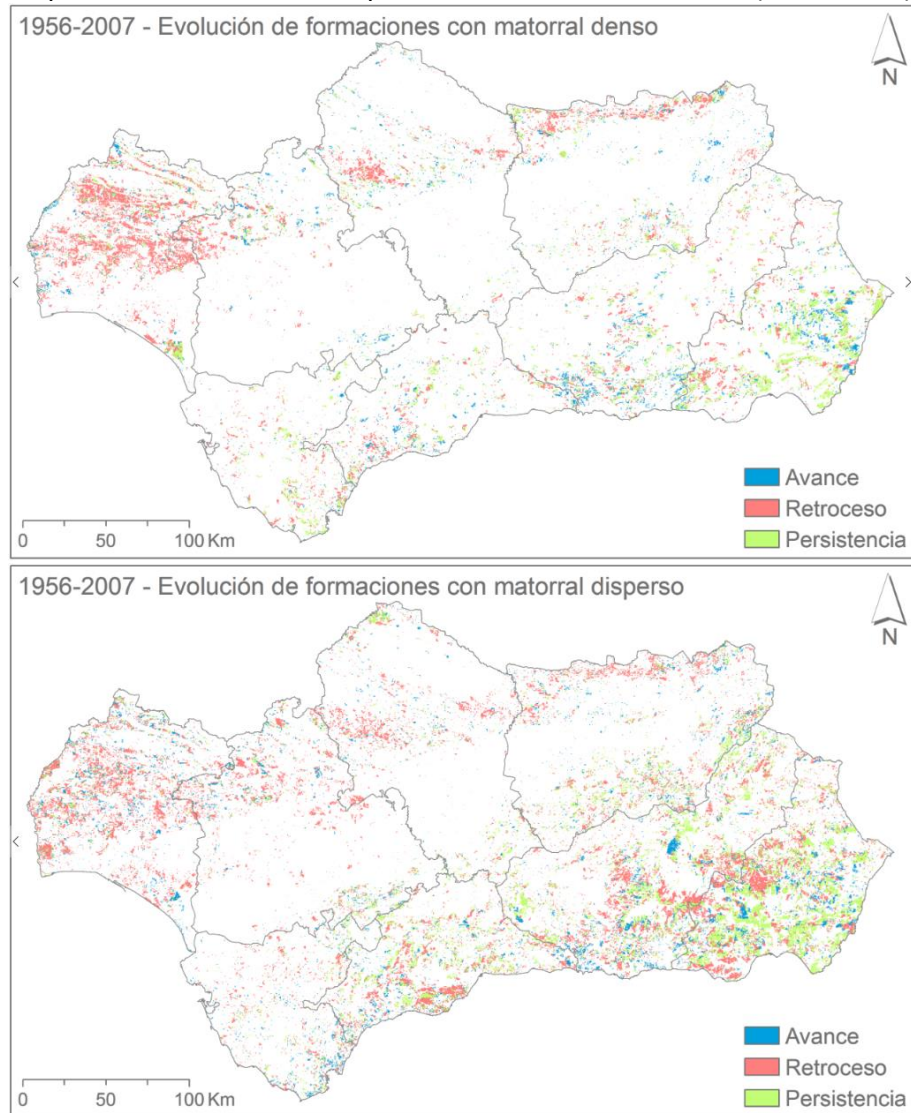 1956-2007 - Evolución de formaciones con matorral denso
N
Avance
Retroceso
Persistencia
0 50 100 Km
1956-2007 - Evolución de formaciones con matorral disperso
N
Avance
Retroceso
Persistencia
0 50 100 Km